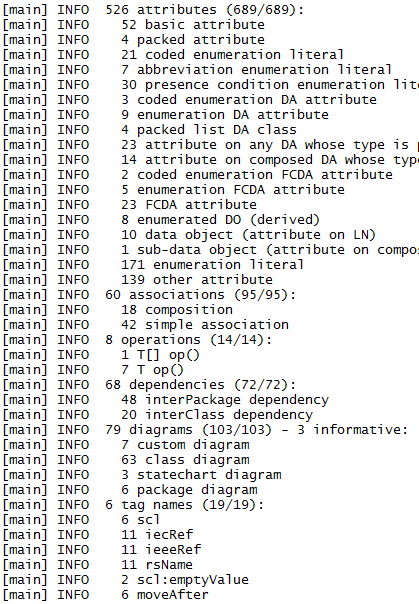 [main] INFO  526 attributes (689/689):
[main] INFO    52 basic attribute
[main] INFO    4 packed attribute
[main] INFO    21 coded enumeration literal
[main] INFO    7 abbreviation enumeration literal
[main] INFO    30 presence condition enumeration lit
[main] INFO    3 coded enumeration DA attribute
[main] INFO    9 enumeration DA attribute
[main] INFO    4 packed list DA class
[main] INFO    23 attribute on any DA whose type is
[main] INFO    14 attribute on composed DA whose typ
[main] INFO    2 coded enumeration FCDA attribute
[main] INFO    5 enumeration FCDA attribute
[main] INFO    23 FCDA attribute
[main] INFO    8 enumerated DO (derived)
[main] INFO    10 data object (attribute on LN)
[main] INFO    1 sub-data object (attribute on compo
[main] INFO    171 enumeration literal
[main] INFO    139 other attribute
[main] INFO  60 associations (95/95):
[main] INFO    18 composition
[main] INFO    42 simple association
[main] INFO  8 operations (14/14):
[main] INFO    1 T[] op()
[main] INFO    7 T op()
[main] INFO  68 dependencies (72/72):
[main] INFO    48 interPackage dependency
[main] INFO    20 interClass dependency
[main] INFO  79 diagrams (103/103) - 3 informative:
[main] INFO    7 custom diagram
[main] INFO    63 class diagram
[main] INFO    3 statechart diagram
[main] INFO    6 package diagram
[main] INFO  6 tag names (19/19):
[main] INFO    6 scl
[main] INFO    11 iecRef
[main] INFO    11 ieeeRef
[main] INFO    11 rsName
[main] INFO    2 scl:emptyValue
[main] INFO    6 moveAfter